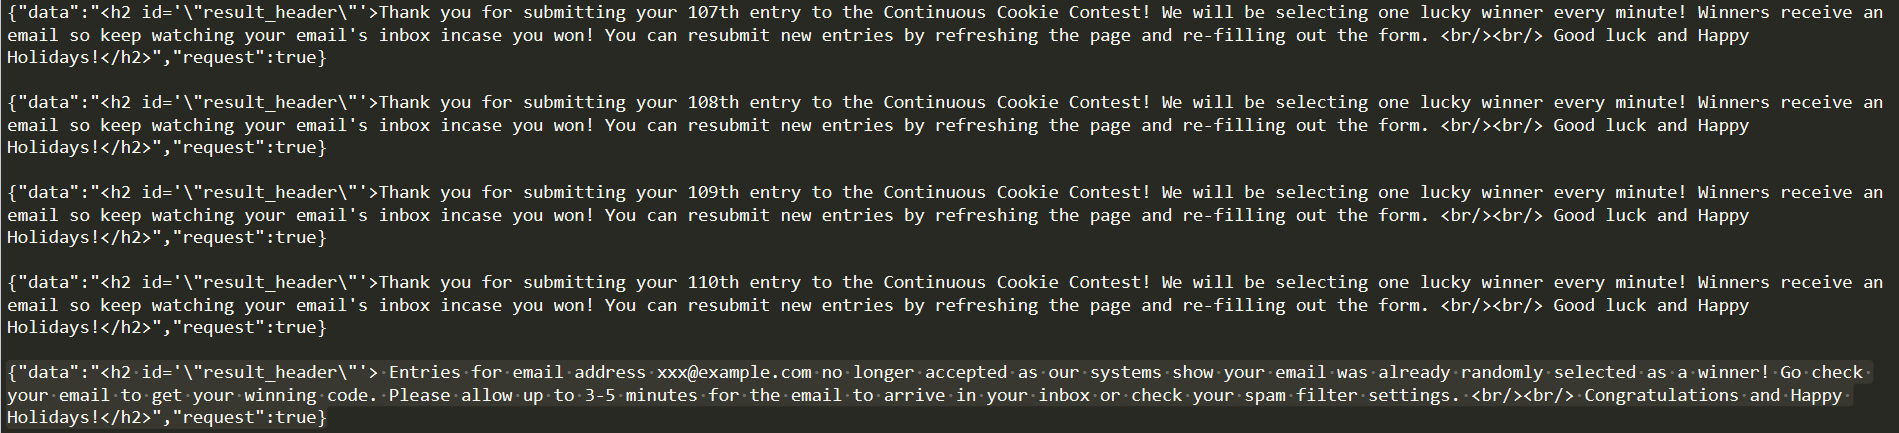 {"data":"<h2 id='\"result_header\"'>Thank you for submitting your 107th entry to the Continuous Cookie Contest! We will be selecting one lucky winner every minute! Winners receive an
email so keep watching your email's inbox incase you won! You can resubmit new entries by refreshing the page and re-filling out the form. <br/><br/> Good luck and Happy
Holidays!</h2>","request":true}
{"data":"<h2 id='\"result_header\"'>Thank you for submitting your 108th entry to the Continuous Cookie Contest! We will be selecting one lucky winner every minute! Winners receive an
email so keep watching your email's inbox incase you won! You can resubmit new entries by refreshing the page and re-filling out the form. <br/><br/> Good luck and Happy
Holidays!</h2>","request":true}
{"data":"<h2 id='\"result_header\"'>Thank you for submitting your 109th entry to the Continuous Cookie Contest! We will be selecting one lucky winner every minute! Winners receive an
email so keep watching your email's inbox incase you won! You can resubmit new entries by refreshing the page and re-filling out the form. <br/><br/> Good luck and Happy
Holidays!</h2>","request":true}
{"data":"<h2 id='\"result_header\"'>Thank you for submitting your 110th entry to the Continuous Cookie Contest! We will be selecting one lucky winner every minute! Winners receive an
email so keep watching your email's inbox incase you won! You can resubmit new entries by refreshing the page and re-filling out the form. <br/><br/> Good luck and Happy
Holidays!</h2>","request":true}
{"data":"<h2 id='\"result_header\"'> Entries for email address xxx@example.com no longer accepted as our systems show your email was already randomly selected as a winner! Go check
your email to get your winning code. Please allow up to 3-5 minutes for the email to arrive in your inbox or check your spam filter settings. <br/><br/> Congratulations and Happy
Holidays!</h2>","request":true}